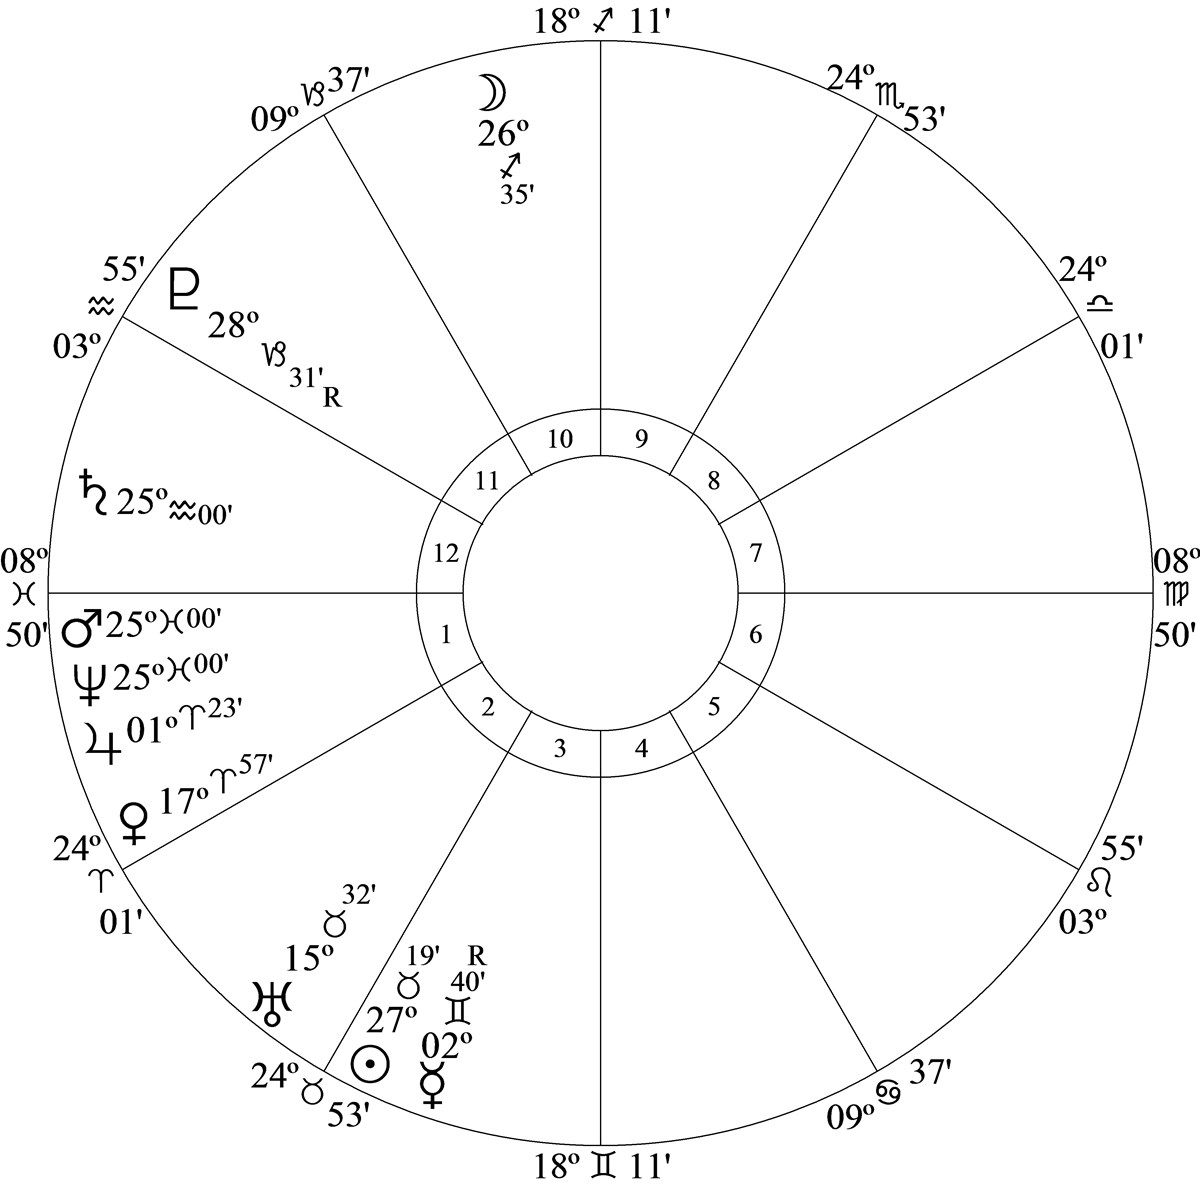 18º ♐ 11'
09º ♑ 37'
24º ♏ 53'
☽
26º
♐
35'
55'
♒
03º
♇
28º
♑
31'
R
24º
♎
01'
10
9
11
8
12
7
♄ 25º ♒ 00'
08º
♓
50'
08º
♍
50'
♂ 25º ♓ 00'
♆ 25º ♓ 00'
♃ 01º ♈ 23'
♀ 17º ♈ 57'
1
6
2
5
3
4
24º
♈
01'
55'
♌
03º
32'
♉
15º
♅
19'
♉
27º
☉
R
40'
♊
02º
☿
24º ♉ 53'
09º ♋ 37'
18º ♊ 11'